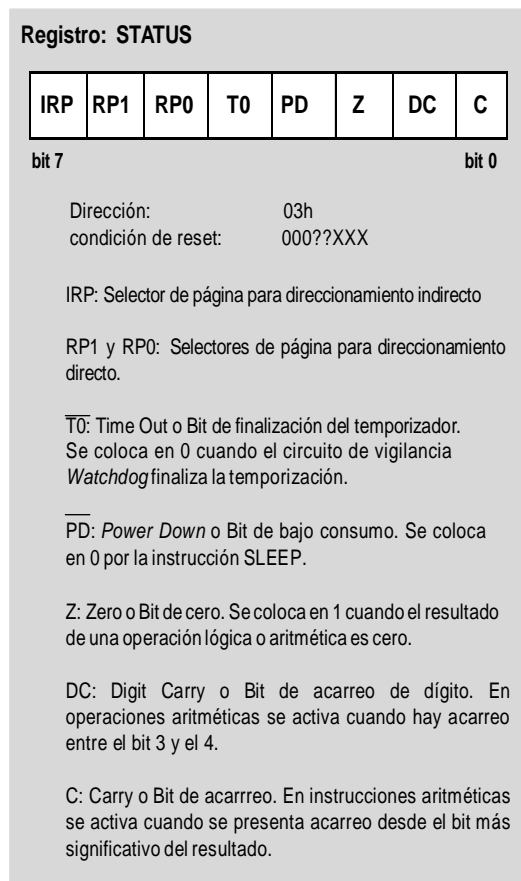 Registro: STATUS
IRP RP1 RP0 T0 PD Z DC C
bit 7 bit 0
Dirección: 03h
condición de reset: 000??XXX
IRP: Selector de página para direccionamiento indirecto
RP1 y RP0: Selectores de página para direccionamiento
directo.
T0: Time Out o Bit de finalización del temporizador.
Se coloca en 0 cuando el circuito de vigilancia
Watchdog finaliza la temporización.
PD: Power Down o Bit de bajo consumo. Se coloca
en 0 por la instrucción SLEEP.
Z: Zero o Bit de cero. Se coloca en 1 cuando el resultado
de una operación lógica o aritmética es cero.
DC: Digit Carry o Bit de acarreo de dígito. En
operaciones aritméticas se activa cuando hay acarreo
entre el bit 3 y el 4.
C: Carry o Bit de acarrreo. En instrucciones aritméticas
se activa cuando se presenta acarreo desde el bit más
significativo del resultado.